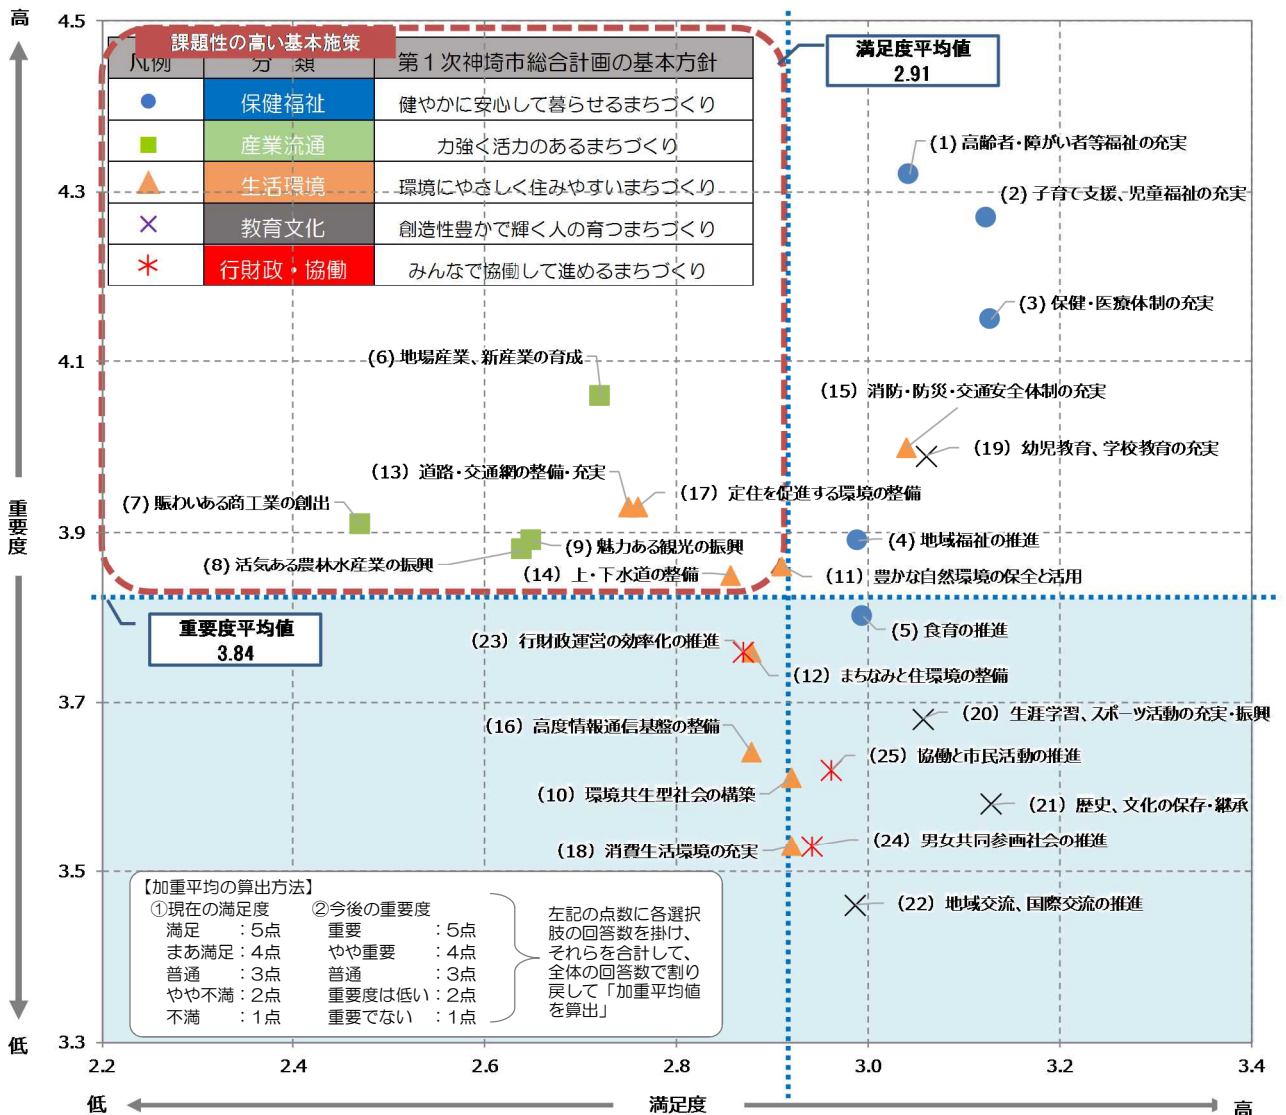 高
4.5
課題性の高い基本施策
凡例 分 類 第１次神埼市総合計画の基本方針
保健福祉 健やかに安心して暮らせるまちづくり
産業流通 力強く活力のあるまちづくり
生活環境 環境にやさしく住みやすいまちづくり
教育文化 創造性豊かで輝く人の育つまちづくり
行財政・協働 みんなで協働して進めるまちづくり
満足度平均値
2.91
(1) 高齢者・障がい者等福祉の充実
4.3
(2) 子育て支援、児童福祉の充実
(3) 保健・医療体制の充実
4.1
(6) 地場産業、新産業の育成
(15) 消防・防災・交通安全体制の充実
(19) 幼児教育、学校教育の充実
(13) 道路・交通網の整備・充実
(17) 定住を促進する環境の整備
(7) 賑わいある商工業の創出
重要度
3.9
(9) 魅力ある観光の振興
(4) 地域福祉の推進
(8) 活気ある農林水産業の振興
(14) 上・下水道の整備
(11) 豊かな自然環境の保全と活用
重要度平均値
3.84
(5) 食育の推進
(23) 行財政運営の効率化の推進
(12) まちなみと住環境の整備
3.7
(20) 生涯学習、スポーツ活動の充実・振興
(16) 高度情報通信基盤の整備
(25) 協働と市民活動の推進
(10) 環境共生型社会の構築
(21) 歴史、文化の保存・継承
(24) 男女共同参画社会の推進
(18) 消費生活環境の充実
3.5
(22) 地域交流、国際交流の推進
【加重平均の算出方法】
①現在の満足度 ②今後の重要度
満足 ：5点 重要 ：5点
まあ満足：4点 やや重要 ：4点
普通 ：3点 普通 ：3点
やや不満：2点 重要度は低い：2点
不満 ：1点 重要でない ：1点
左記の点数に各選択
肢の回答数を掛け、
それらを合計して、
全体の回答数で割り
戻して「加重平均値
を算出」
低
3.3
2.2 2.4 2.6 2.8 3.0 3.2 3.4
低 満足度 高